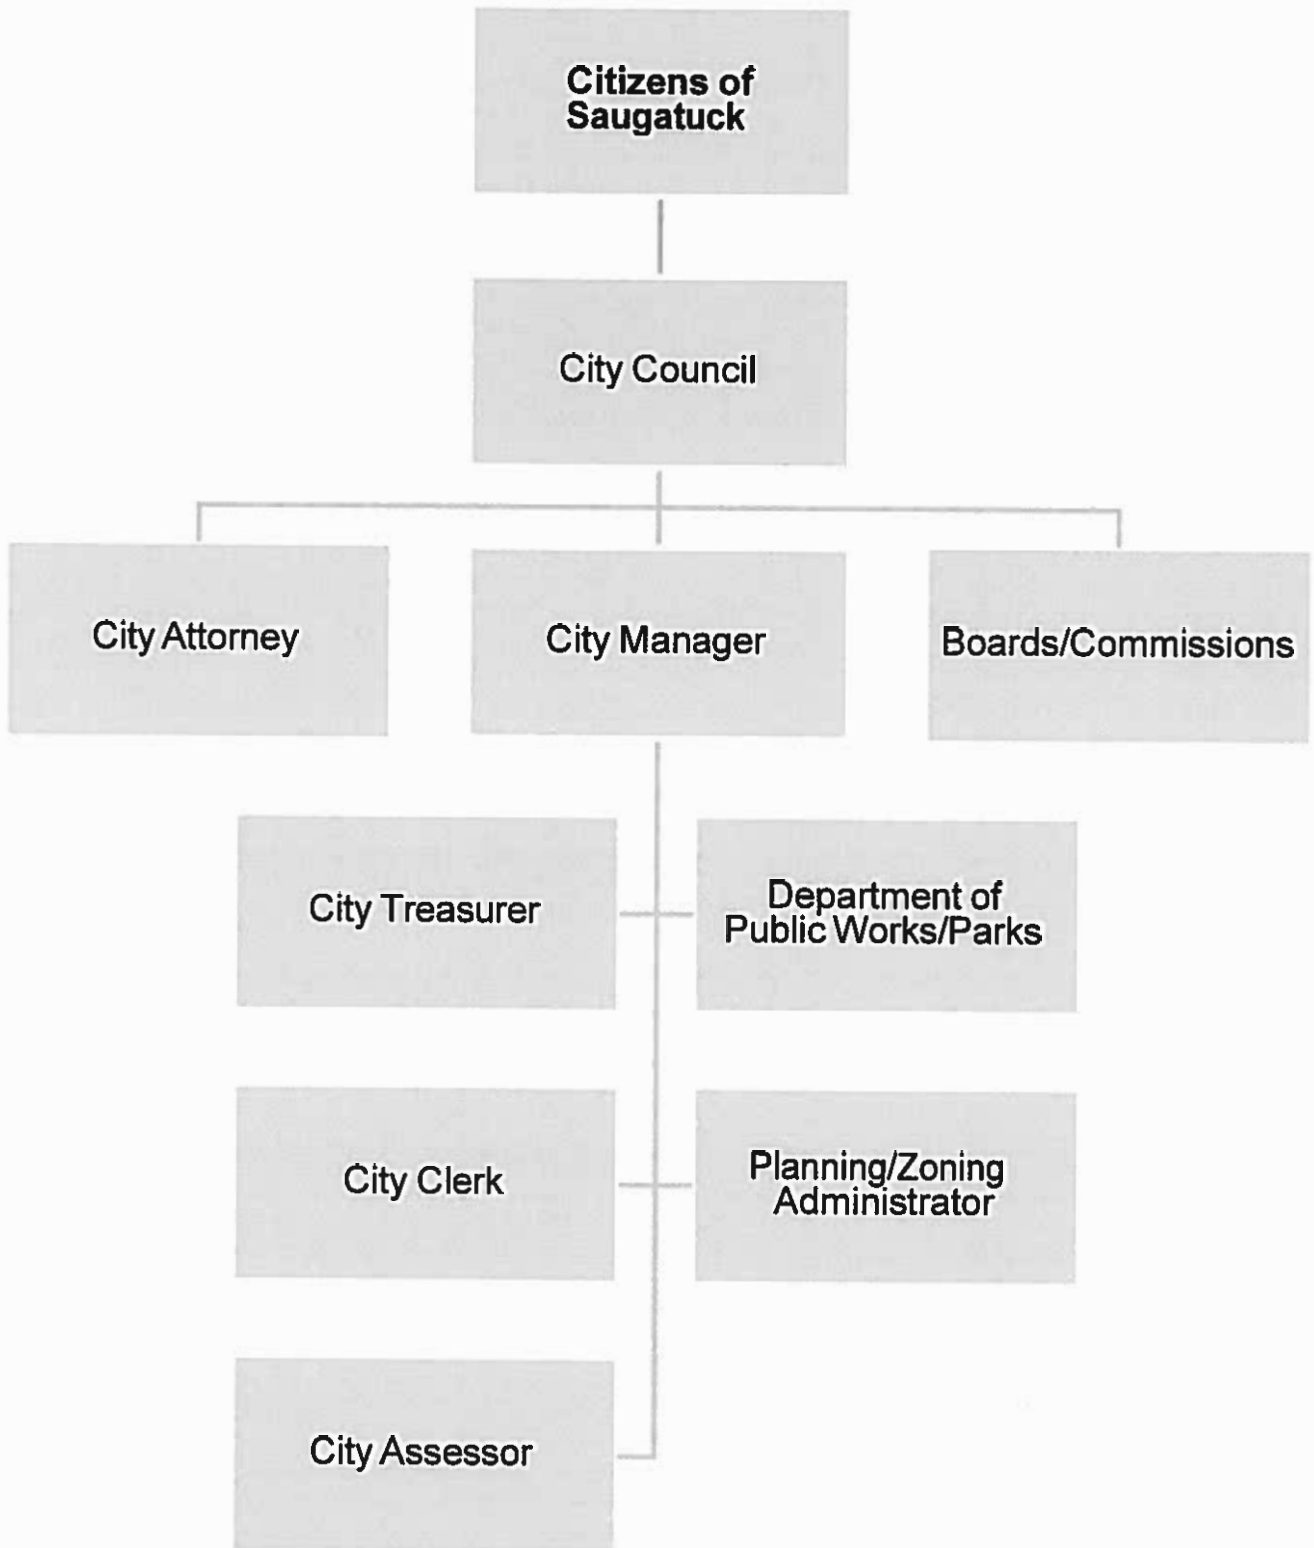 Citizens of
Saugatuck
City Council
City Attorney
City Manager
Boards/Commissions
City Treasurer
Department of
Public Works/Parks
City Clerk
Planning/Zoning
Administrator
City Assessor